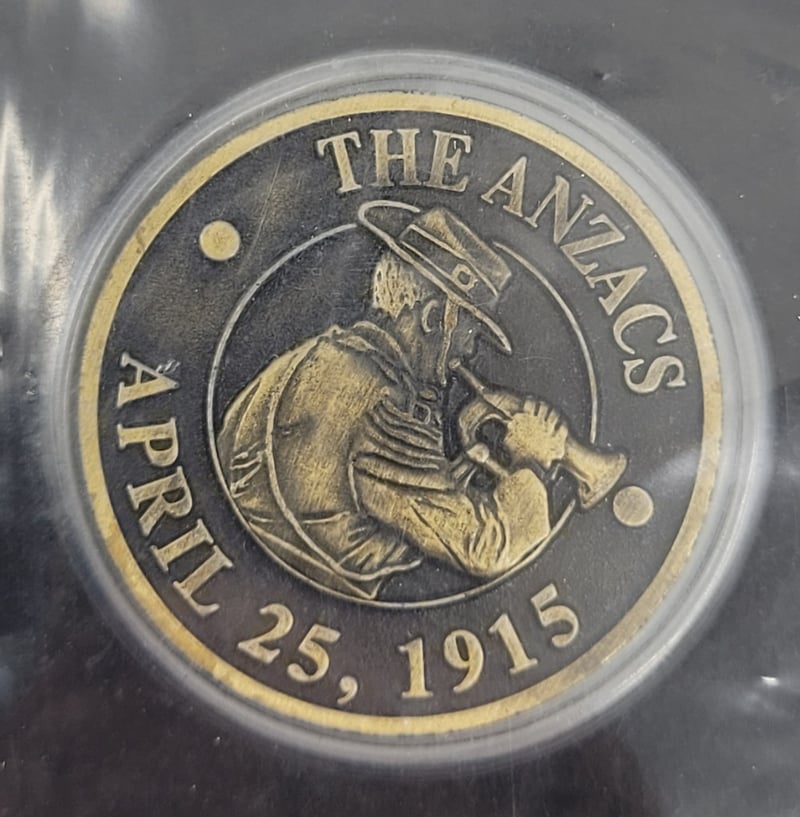 THE ANZACS
APRIL 25, 1915